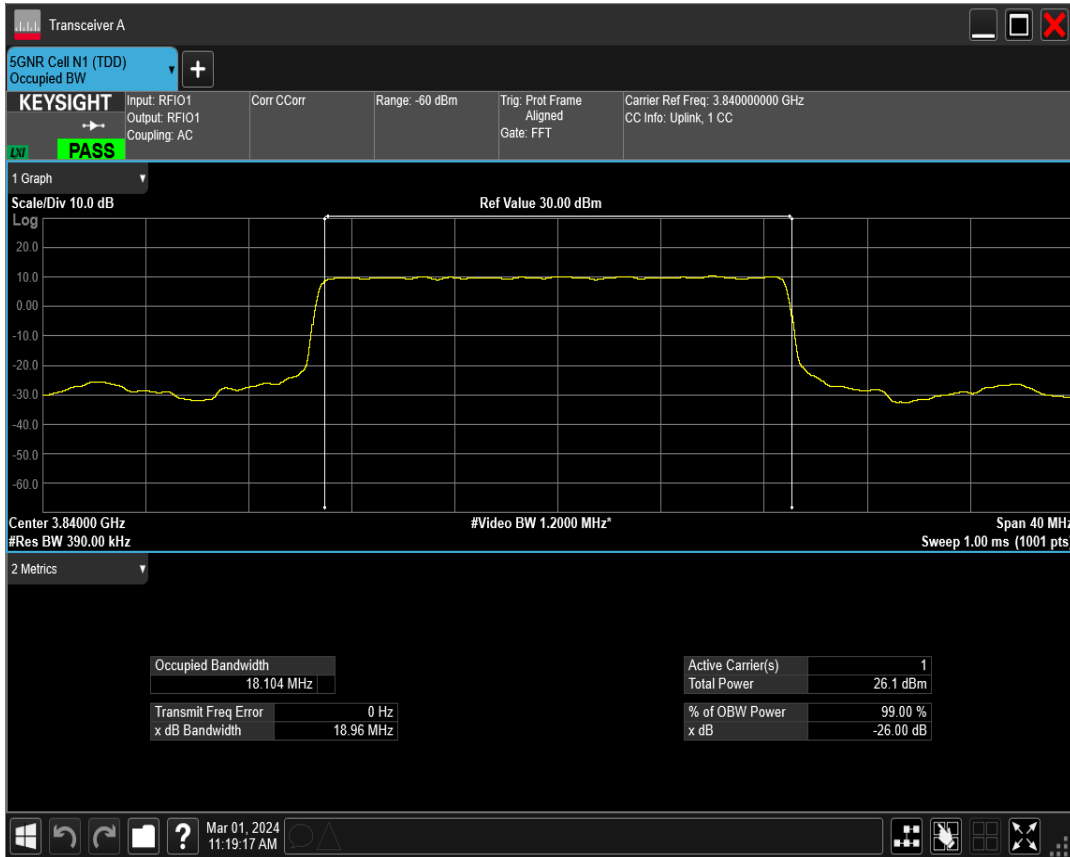 Transceiver A
5GNR Cell N1 (TDD)
Occupied BW
+
KEYSIGHT
LXI
PASS
Input: RFIO1
Output: RFIO1
Coupling: AC
Corr CCorr
Range: -60 dBm
Trig: Prot Frame
Aligned
Gate: FFT
Carrier Ref Freq: 3.840000000 GHz
CC Info: Uplink, 1 CC
1 Graph
Scale/Div 10.0 dB
Ref Value 30.00 dBm
Log
20.0
10.0
0.00
-10.0
-20.0
-30.0
-40.0
-50.0
-60.0
Center 3.84000 GHz
#Video BW 1.2000 MHz*
Span 40 MHz
#Res BW 390.00 kHz
Sweep 1.00 ms (1001 pts)
2 Metrics
Occupied Bandwidth
18.104 MHz
Transmit Freq Error 0 Hz
x dB Bandwidth 18.96 MHz
Active Carrier(s) 1
Total Power 26.1 dBm
% of OBW Power 99.00 %
x dB -26.00 dB
?
Mar 01, 2024
11:19:17 AM